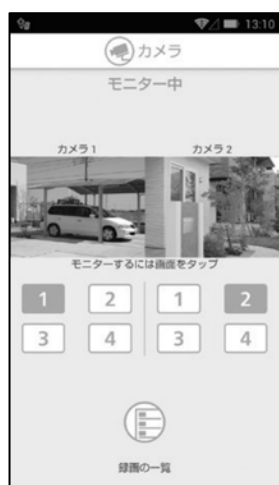 13:10
カメラ
モニター中
カメラ1 カメラ2
モニターするには画面をタップ
1 2 1 2
3 4 3 4
録画の一覧